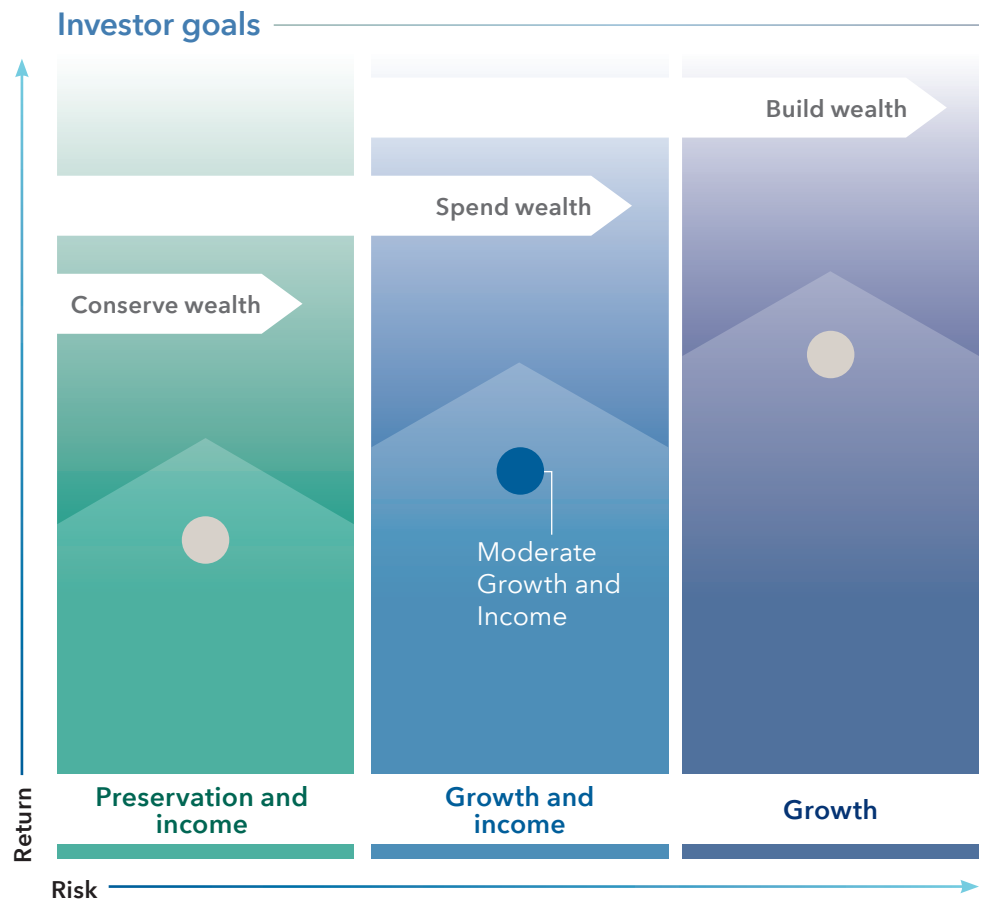 Investor goals
Build wealth
Spend wealth
Conserve wealth
Moderate
Growth and
Income
Preservation and
income
Growth and
income
Growth
Return
Risk